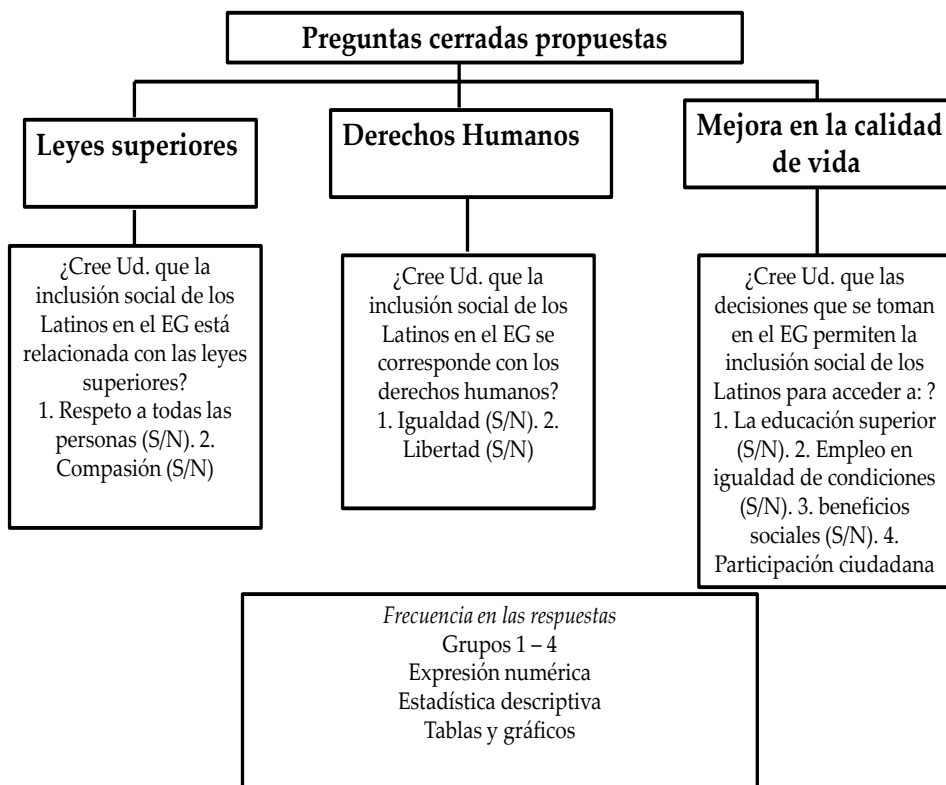 Preguntas cerradas propuestas
Leyes superiores
Derechos Humanos
Mejora en la calidad
de vida
¿Cree Ud. que la
inclusión social de los
Latinos en el EG está
relacionada con las leyes
superiores?
1. Respeto a todas las
personas (S/N). 2.
Compasión (S/N)
¿Cree Ud. que la
inclusión social de los
Latinos en el EG se
corresponde con los
derechos humanos?
1. Igualdad (S/N). 2.
Libertad (S/N)
¿Cree Ud. que las
decisiones que se toman
en el EG permiten la
inclusión social de los
Latinos para acceder a: ?
1. La educación superior
(S/N). 2. Empleo en
igualdad de condiciones
(S/N). 3. beneficios
sociales (S/N). 4.
Participación ciudadana
Frecuencia en las respuestas
Grupos 1 – 4
Expresión numérica
Estadística descriptiva
Tablas y gráficos